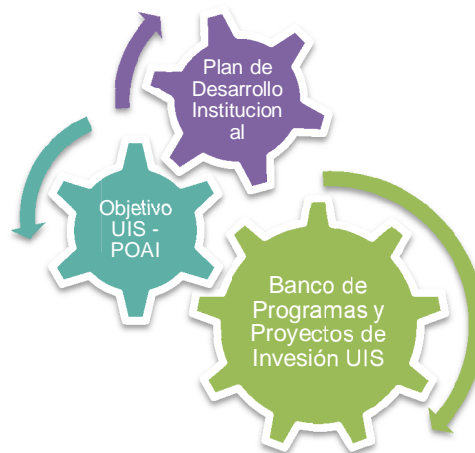 Plan de
Desarrollo
Institucion
al
Objetivo
UIS -
POAI
Banco de
Programas y
Proyectos de
Invesión UIS